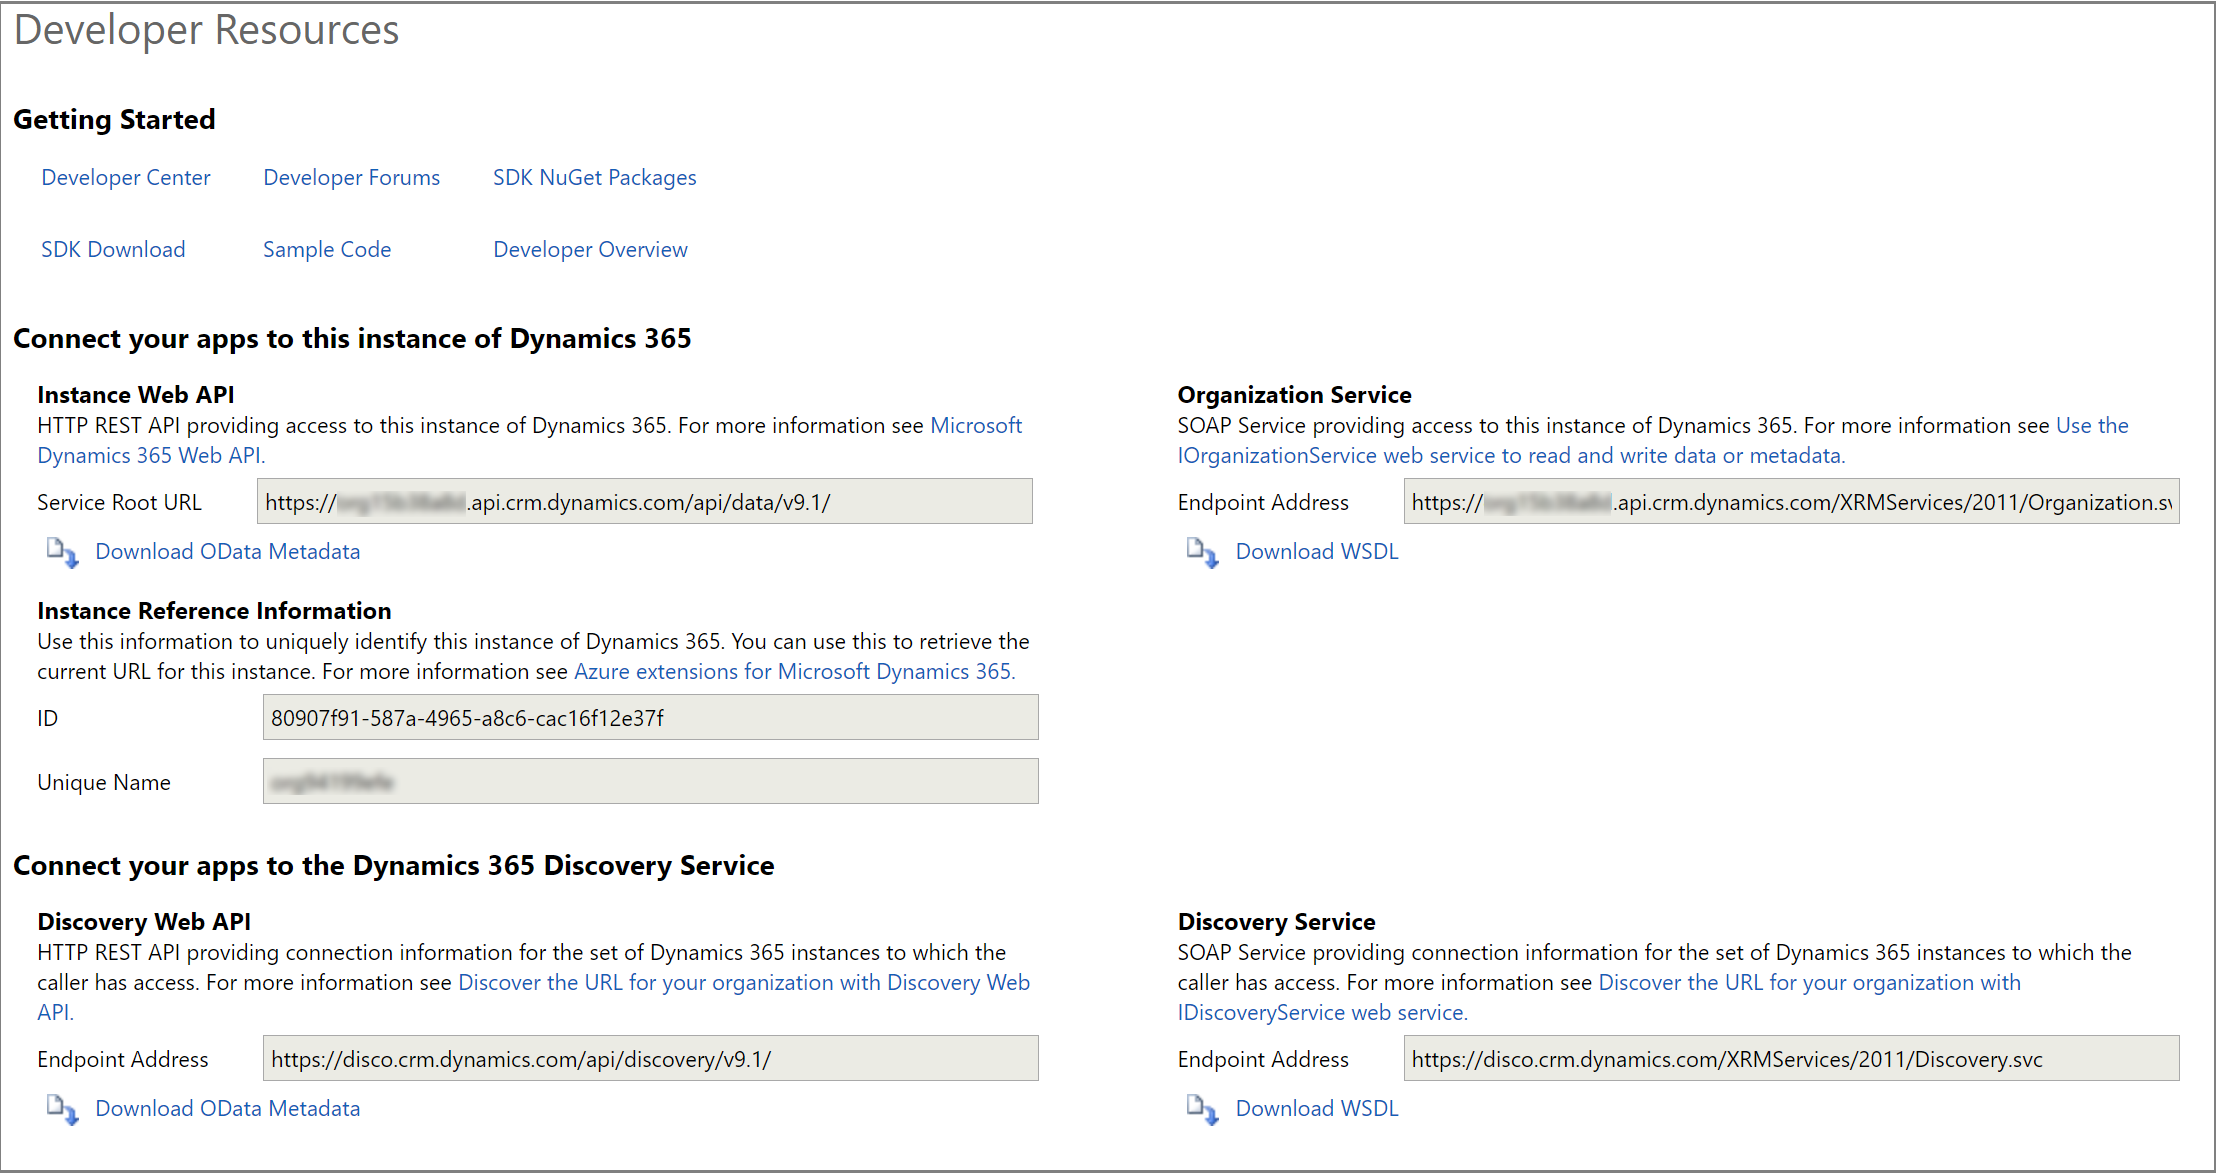 Developer Resources
Getting Started
Developer Center Developer Forums SDK NuGet Packages
SDK Download Sample Code Developer Overview
Connect your apps to this instance of Dynamics 365
Instance Web API
HTTP REST API providing access to this instance of Dynamics 365. For more information see Microsoft
Dynamics 365 Web API.
Service Root URL https:// .api.crm.dynamics.com/api/data/v9.1/
Download OData Metadata
Organization Service
SOAP Service providing access to this instance of Dynamics 365. For more information see Use the
IOrganizationService web service to read and write data or metadata.
Endpoint Address https:// .api.crm.dynamics.com/XRMServices/2011/Organization.sv
Download WSDL
Instance Reference Information
Use this information to uniquely identify this instance of Dynamics 365. You can use this to retrieve the
current URL for this instance. For more information see Azure extensions for Microsoft Dynamics 365.
ID 80907f91-587a-4965-a8c6-cac16f12e37f
Unique Name
Connect your apps to the Dynamics 365 Discovery Service
Discovery Web API
HTTP REST API providing connection information for the set of Dynamics 365 instances to which the
caller has access. For more information see Discover the URL for your organization with Discovery Web
API.
Endpoint Address https://disco.crm.dynamics.com/api/discovery/v9.1/
Download OData Metadata
Discovery Service
SOAP Service providing connection information for the set of Dynamics 365 instances to which the
caller has access. For more information see Discover the URL for your organization with
IDiscoveryService web service.
Endpoint Address https://disco.crm.dynamics.com/XRMServices/2011/Discovery.svc
Download WSDL